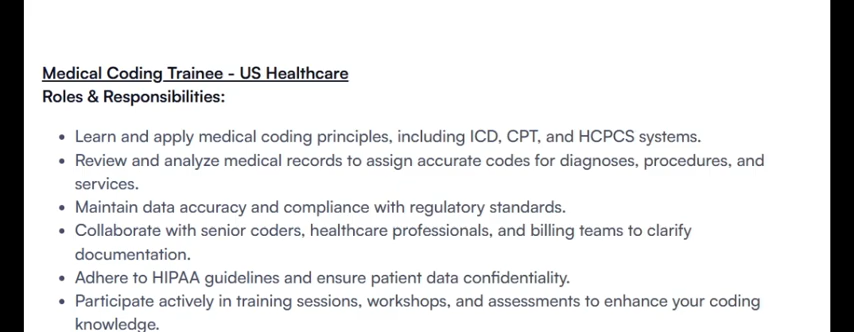 Medical Coding Trainee - US Healthcare
Roles & Responsibilities:
• Learn and apply medical coding principles, including ICD, CPT, and HCPCS systems.
• Review and analyze medical records to assign accurate codes for diagnoses, procedures, and
services.
• Maintain data accuracy and compliance with regulatory standards.
• Collaborate with senior coders, healthcare professionals, and billing teams to clarify
documentation.
• Adhere to HIPAA guidelines and ensure patient data confidentiality.
• Participate actively in training sessions, workshops, and assessments to enhance your coding
knowledge.